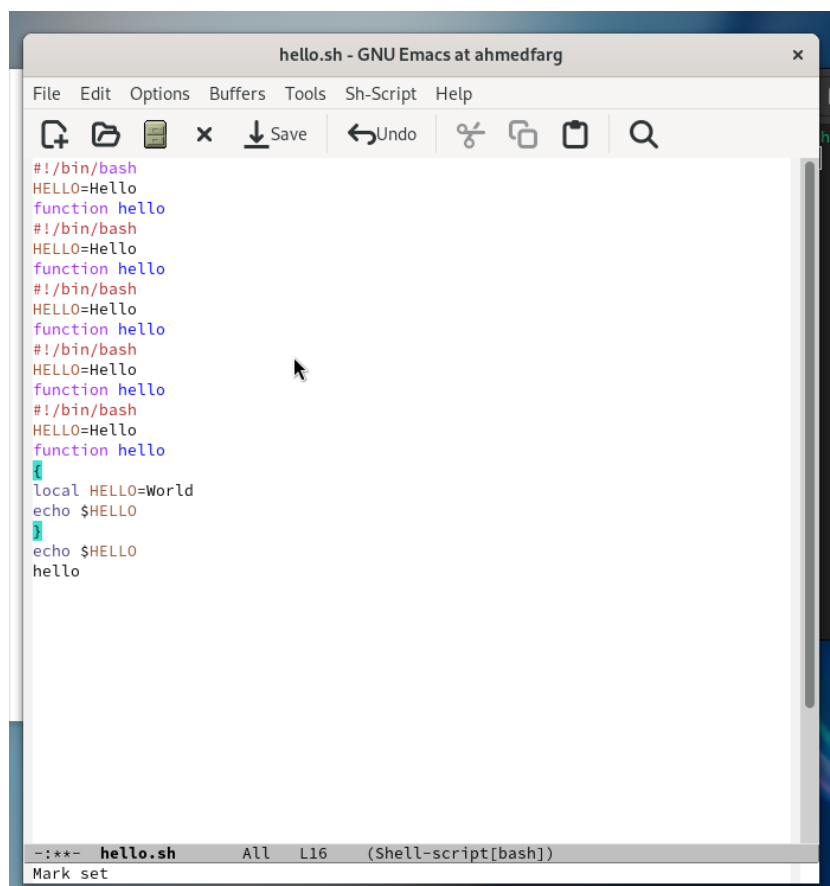 hello.sh - GNU Emacs at ahmedfarg
File Edit Options Buffers Tools Sh-Script Help
Save Undo
#!/bin/bash
HELLO=Hello
function hello
#!/bin/bash
HELLO=Hello
function hello
#!/bin/bash
HELLO=Hello
function hello
#!/bin/bash
HELLO=Hello
function hello
#!/bin/bash
HELLO=Hello
function hello
{
local HELLO=World
echo $HELLO
}
echo $HELLO
hello
-:**- hello.sh All L16 (Shell-script[bash])
Mark set